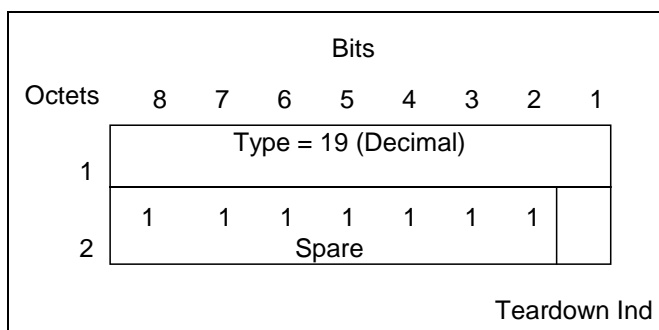 Bits
Octets 8 7 6 5 4 3 2 1
Type = 19 (Decimal)
1
1 1 1 1 1 1 1
2 Spare
Teardown Ind